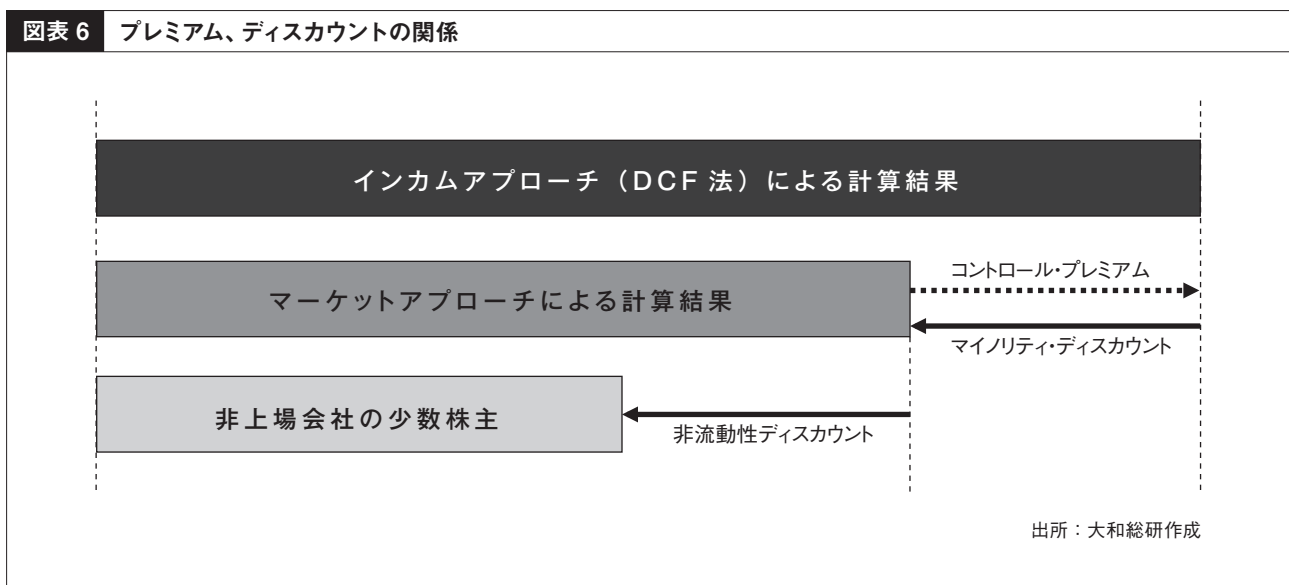 図表 6 プレミアム、ディスカウントの関係
インカムアプローチ（DCF 法）による計算結果
コントロール・プレミアム
マーケットアプローチによる計算結果
マイノリティ・ディスカウント
非上場会社の少数株主
非流動性ディスカウント
出所：大和総研作成